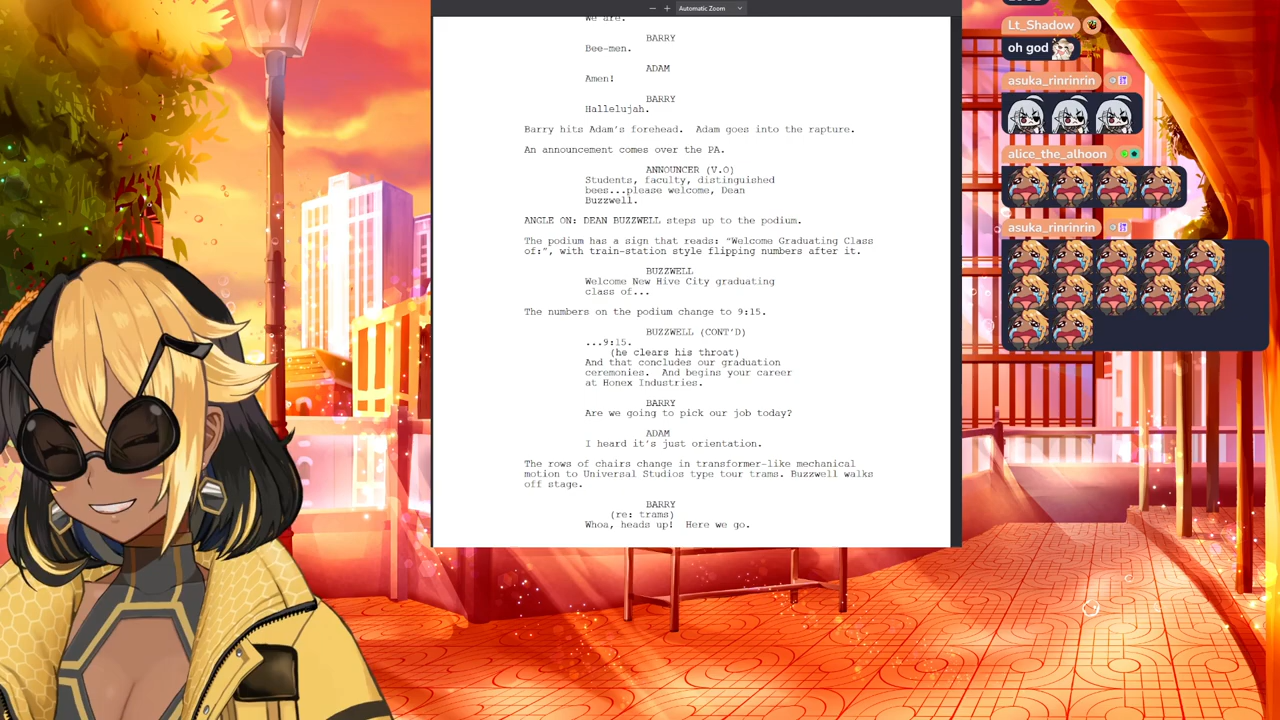 Automatic Zoom
We are.
BARRY
Bee-men.
ADAM
Amen!
BARRY
Hallelujah.
Barry hits Adam's forehead.  Adam goes into the rapture.
An announcement comes over the PA.
ANNOUNCER (V.O)
Students, faculty, distinguished
bees...please welcome, Dean
Buzzwell.
ANGLE ON: DEAN BUZZWELL steps up to the podium.
The podium has a sign that reads: “Welcome Graduating Class
of:”, with train-station style flipping numbers after it.
BUZZWELL
Welcome New Hive City graduating
class of...
The numbers on the podium change to 9:15.
BUZZWELL (CONT'D)
...9:15.
(he clears his throat)
And that concludes our graduation
ceremonies.  And begins your career
at Honex Industries.
BARRY
Are we going to pick our job today?
ADAM
I heard it's just orientation.
The rows of chairs change in transformer-like mechanical
motion to Universal Studios type tour trams. Buzzwell walks
off stage.
BARRY
(re: trams)
Whoa, heads up!  Here we go.
Lt_Shadow
oh god
asuka_rinrinrin
alice_the_alhoon
asuka_rinrinrin